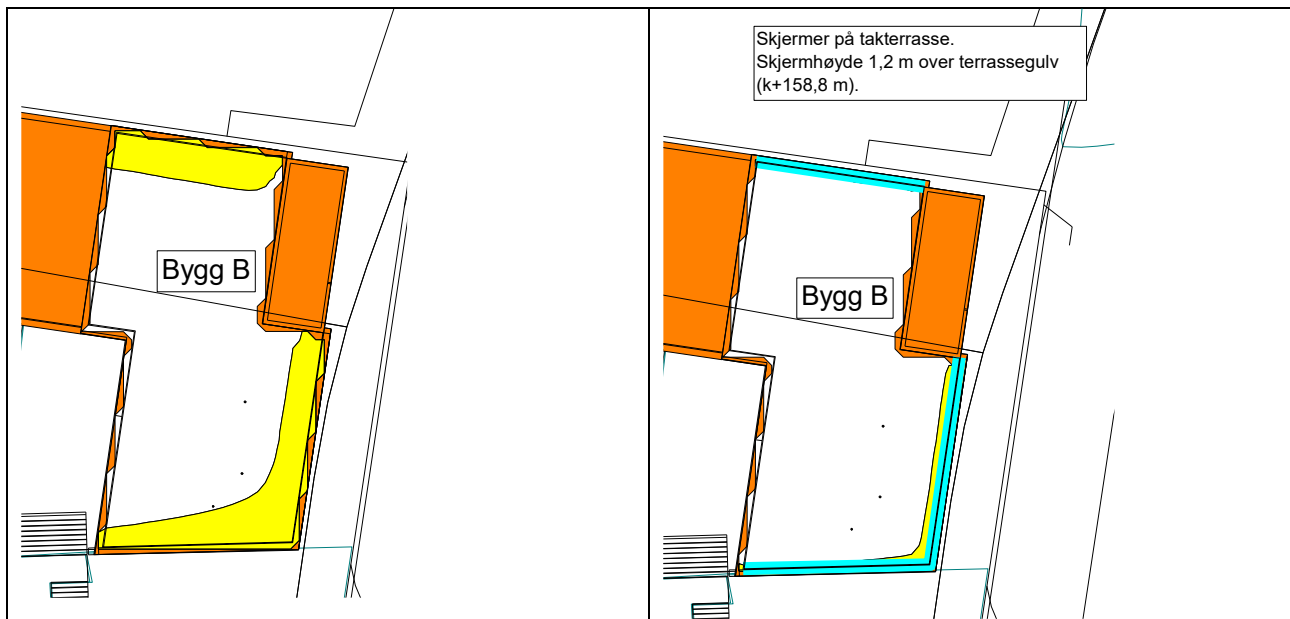 Bygg B
Skjermer på takterrasse.
Skjermhøyde 1,2 m over terrassegulv
(k+158,8 m).
Bygg B